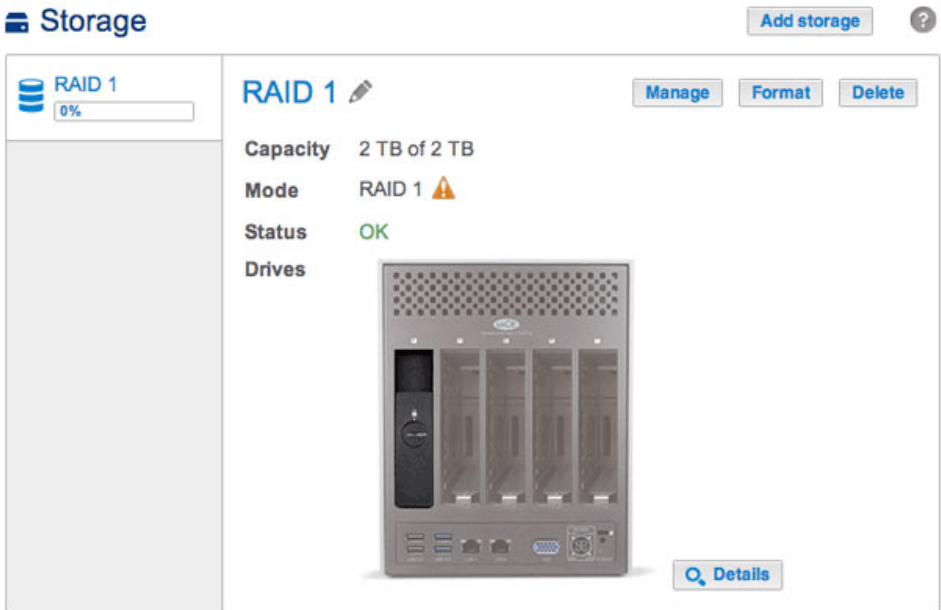 Storage
Add storage
?
RAID 1
0%
RAID 1
Manage
Format
Delete
Capacity 2 TB of 2 TB
Mode RAID 1
Status OK
Drives
LACIE
Details